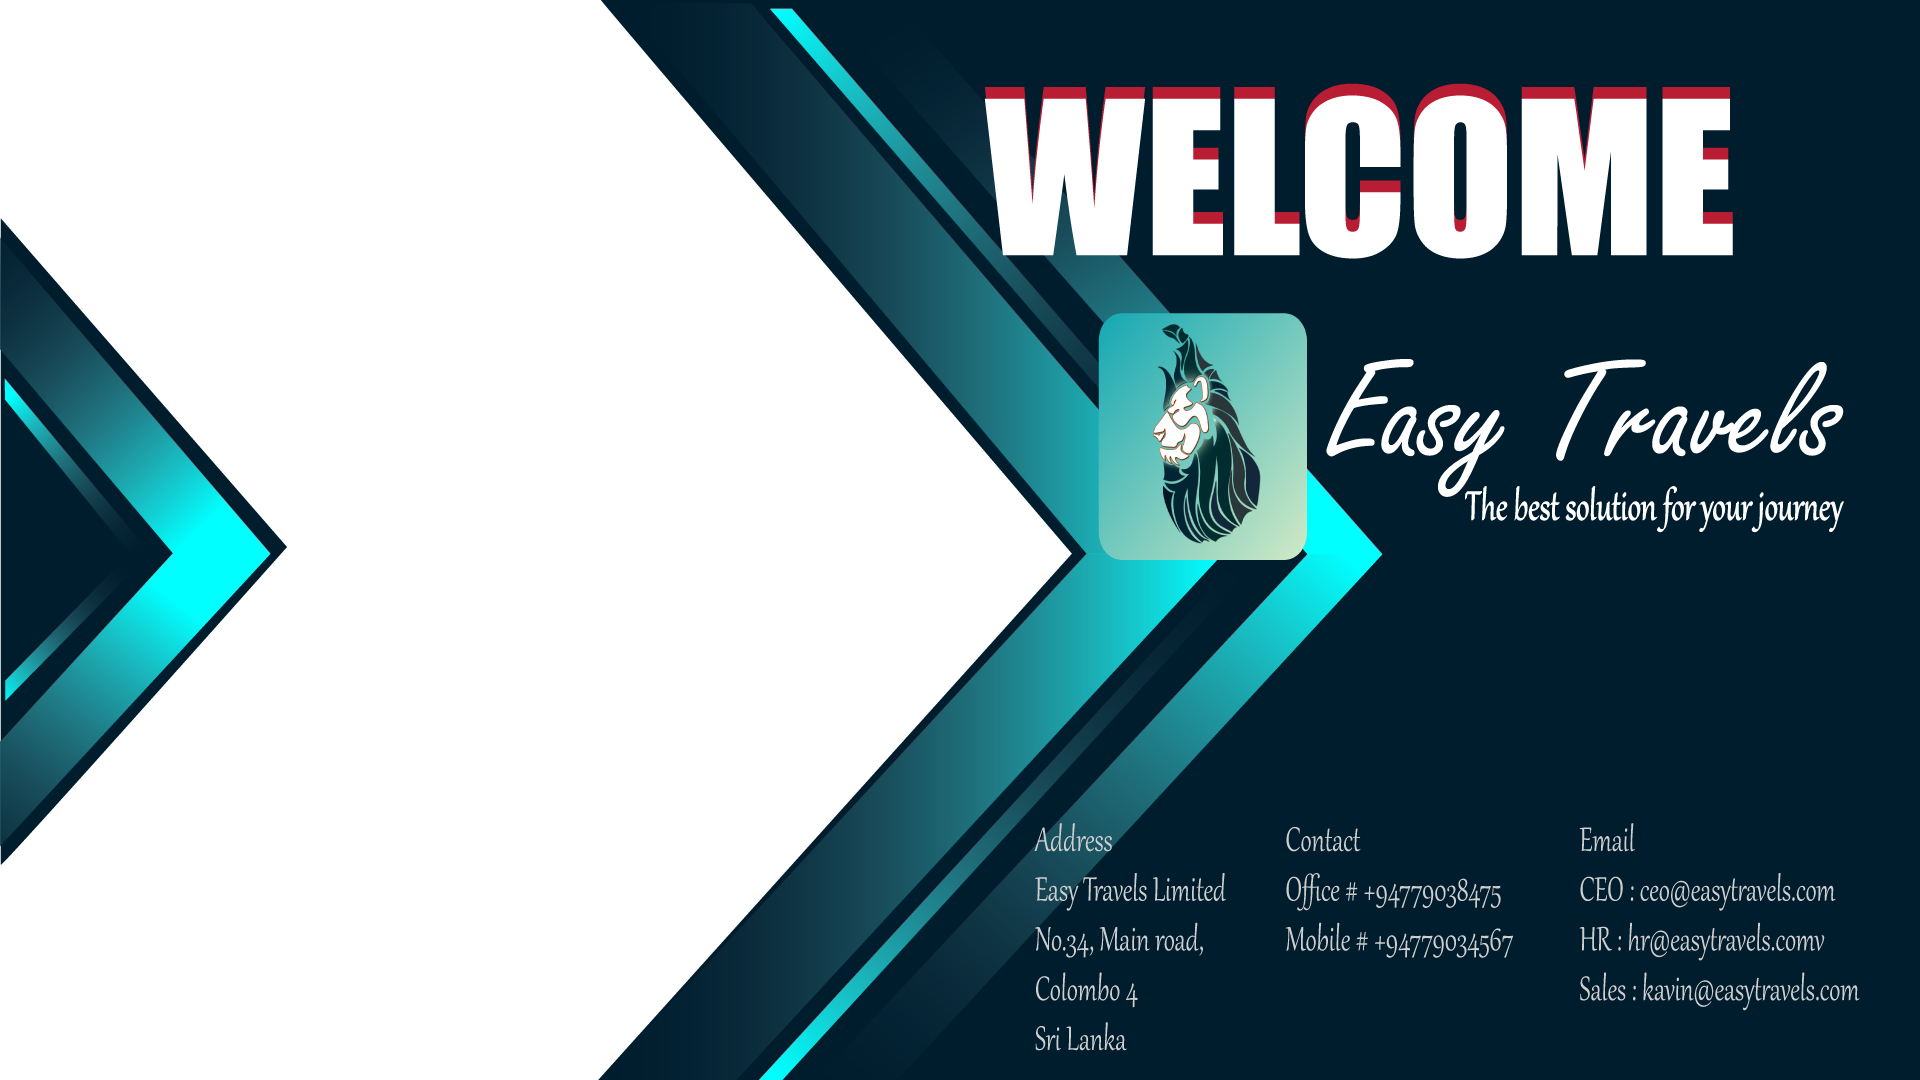 WELCOME
Easy Travels
The best solution for your journey
Address
Easy Travels Limited
No.34, Main road,
Colombo 4
Sri Lanka
Contact
Office # +94779038475
Mobile # +94779034567
Email
CEO : ceo@easytravels.com
HR : hr@easytravels.comv
Sales : kavin@easytravels.com